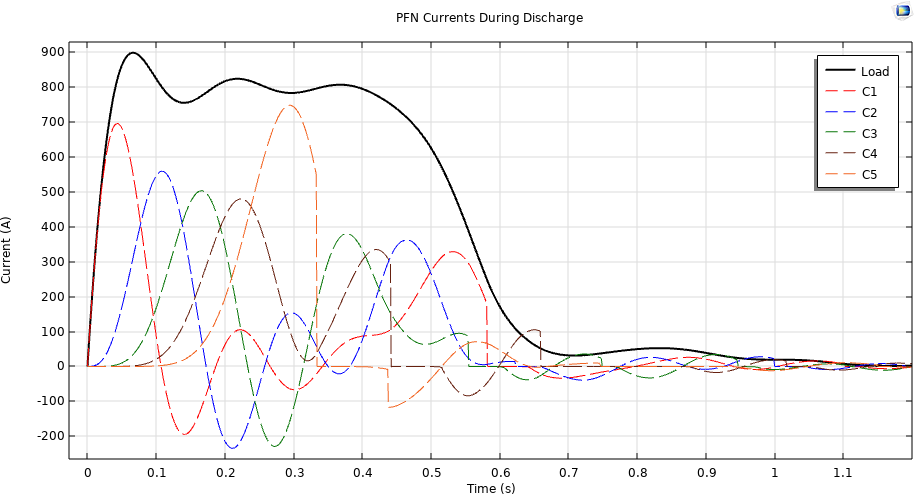 PFN Currents During Discharge
900
800
700
600
500
400
300
200
100
0
-100
-200
Current (A)
Load
C1
C2
C3
C4
C5
0 0.1 0.2 0.3 0.4 0.5 0.6 0.7 0.8 0.9 1 1.1
Time (s)